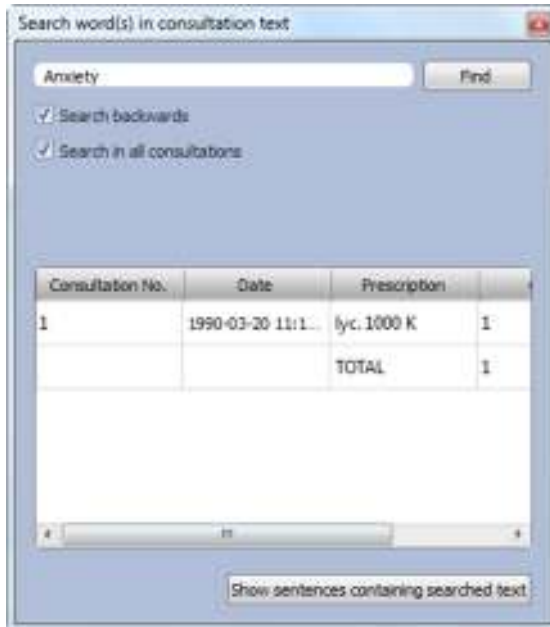 Search word(s) in consultation text
Anxiety Find
Search backwards
Search in all consultations
Consultation No. Date Prescription
1 1990-03-20 11:1... lyc. 1000 K 1
TOTAL 1
Show sentences containing searched text